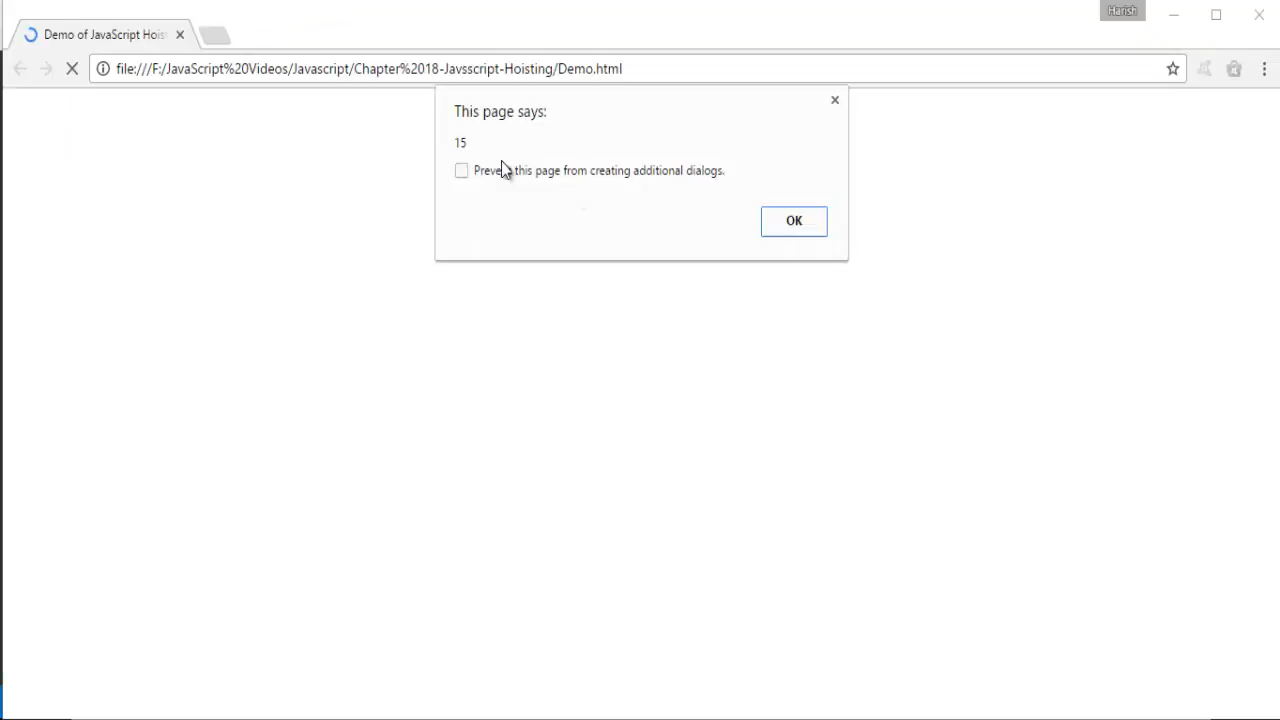 Harish
Demo of JavaScript Hois
file:///F:/JavaScript%20Videos/Javascript/Chapter%2018-Javsscript-Hoisting/Demo.html
This page says:
15
this page from creating additional dialogs.
OK